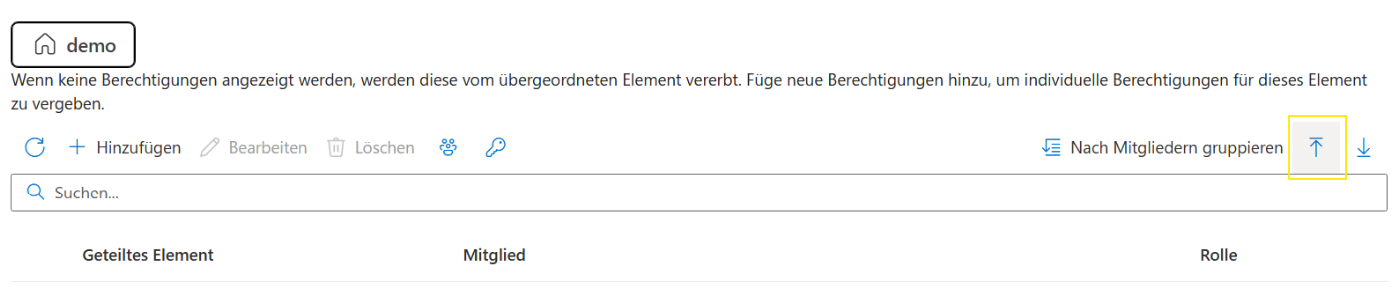 demo
Wenn keine Berechtigungen angezeigt werden, werden diese vom übergeordneten Element vererbt. Füge neue Berechtigungen hinzu, um individuelle Berechtigungen für dieses Element
zu vergeben.
Hinzufügen Bearbeiten Löschen Nach Mitgliedern gruppieren
Suchen...
Geteiltes Element Mitglied Rolle